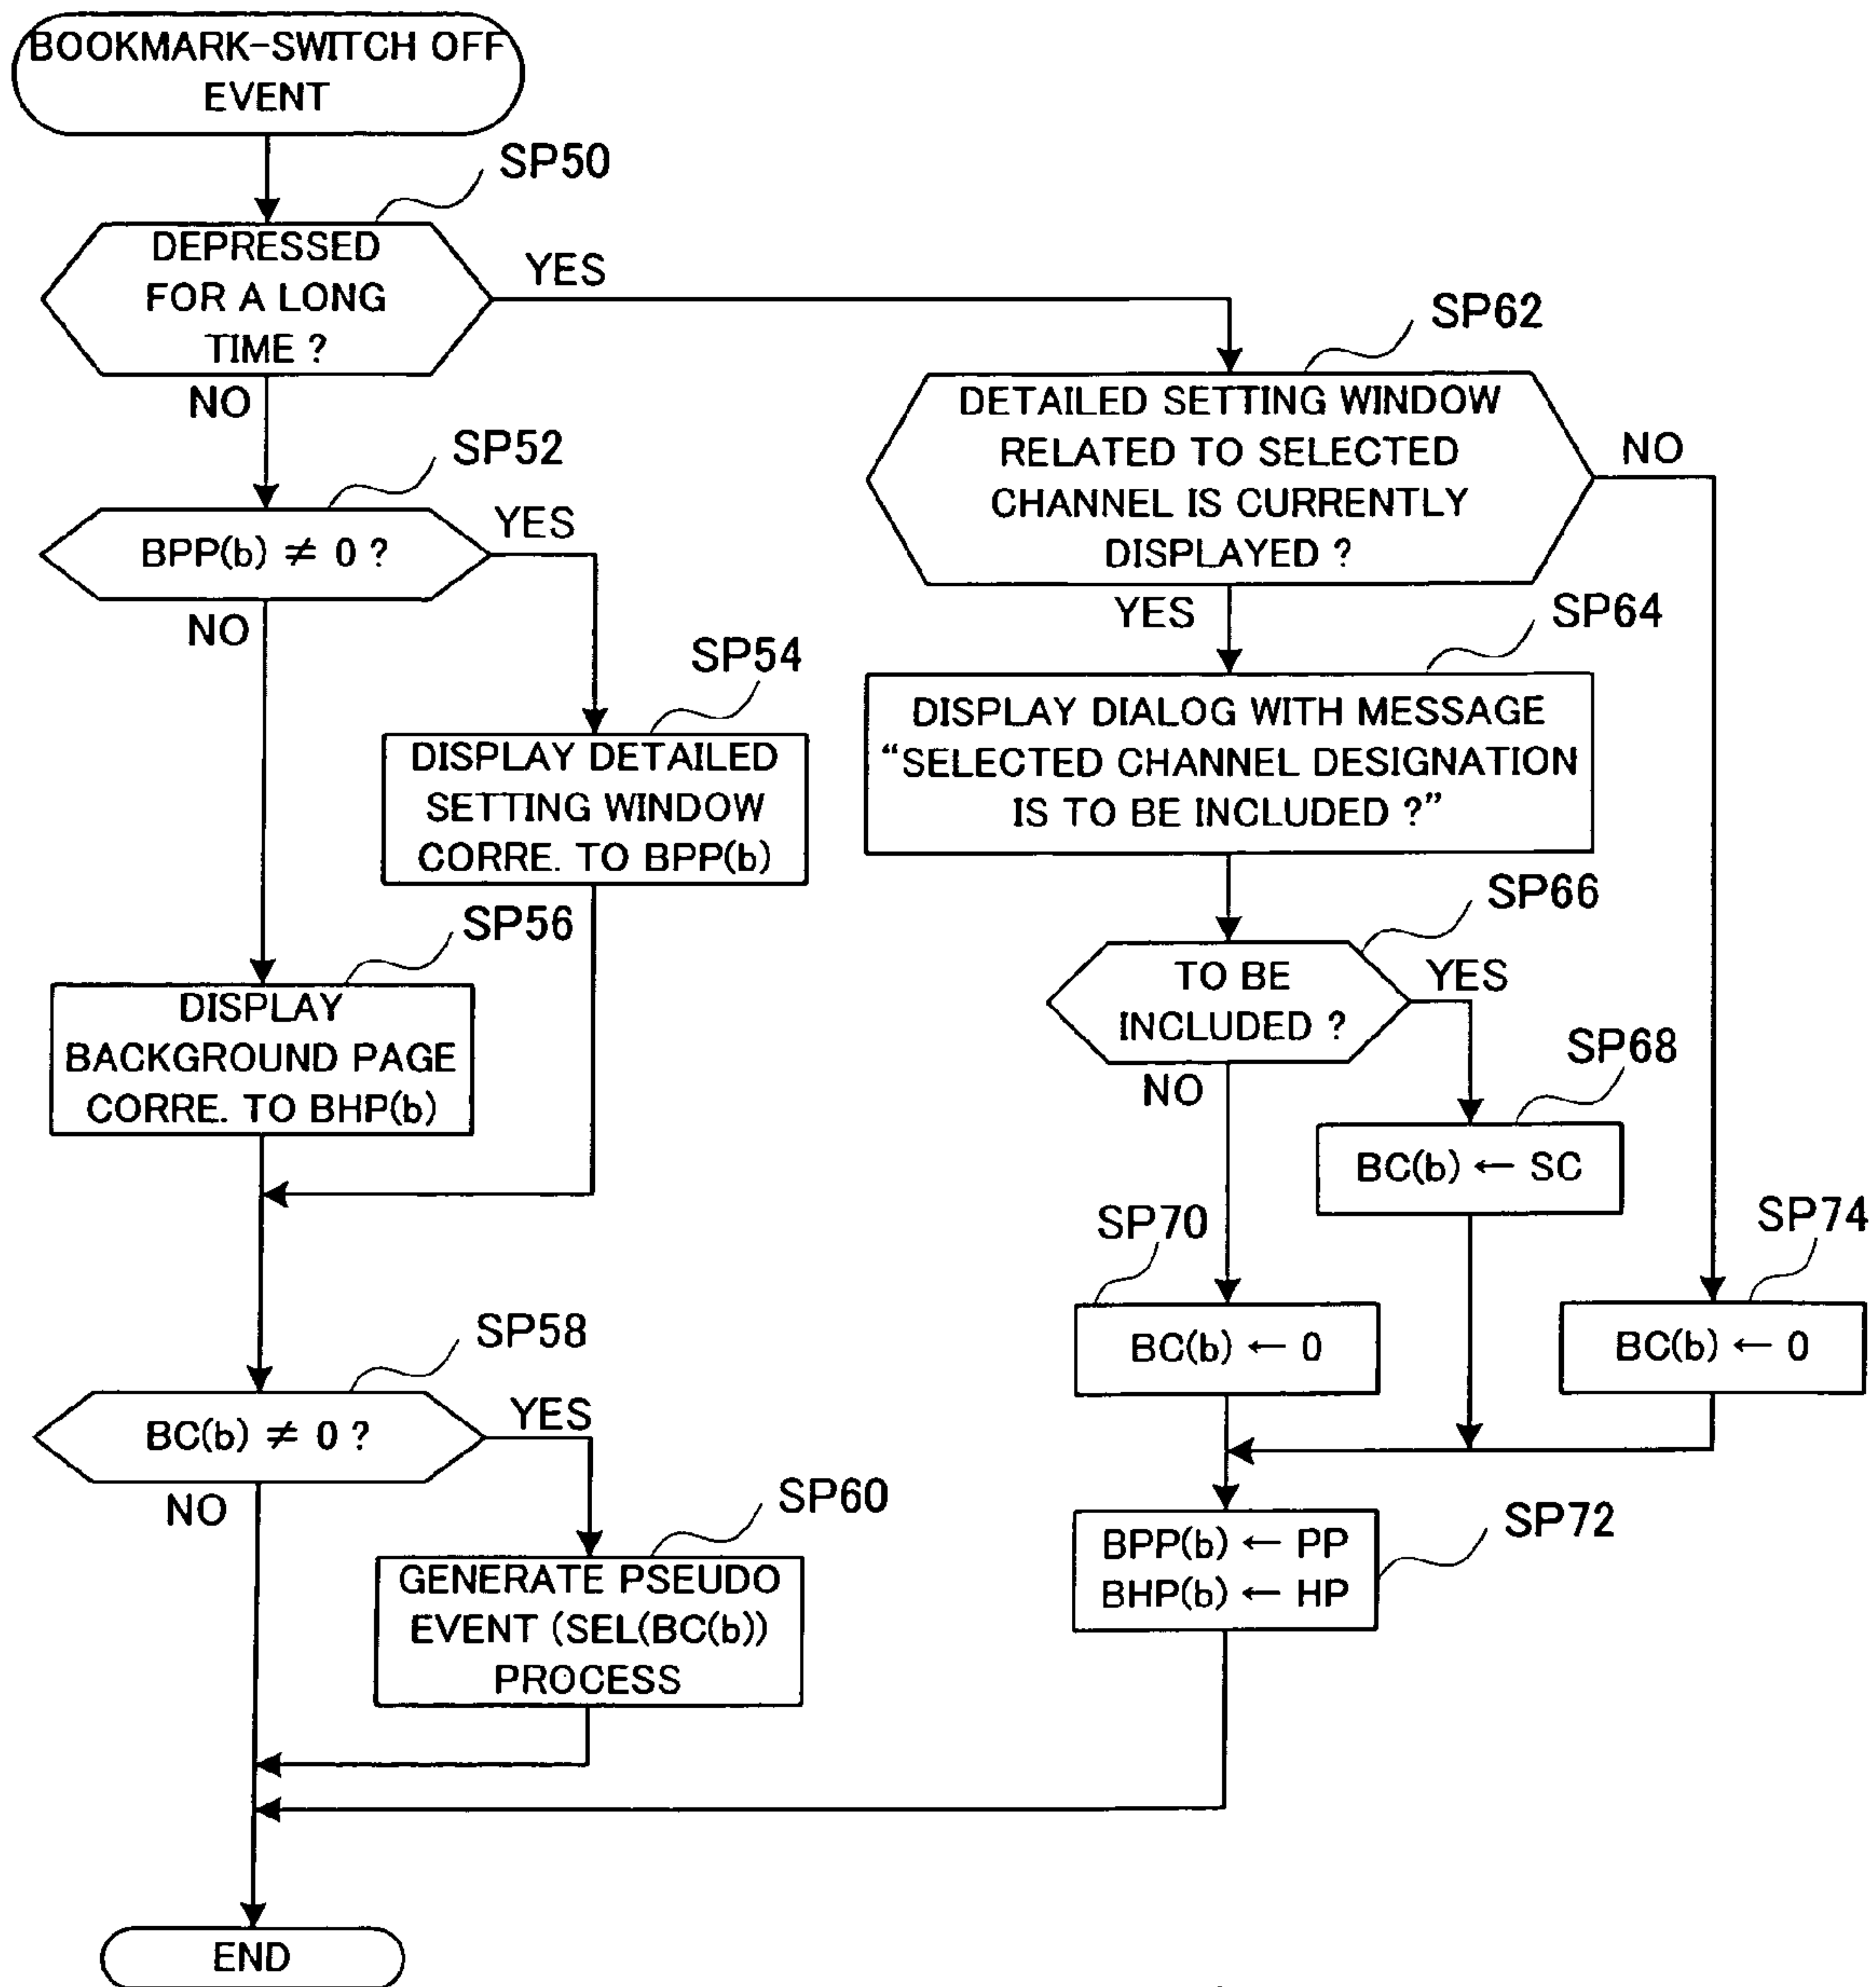 BOOKMARK-SWITCH OFF
EVENT
SP50
DEPRESSED
FOR A LONG
TIME ?
YES
NO
SP62
DETAILED SETTING WINDOW
RELATED TO SELECTED
CHANNEL IS CURRENTLY
DISPLAYED ?
NO
YES
SP52
BPP(b) ≠ 0 ?
YES
NO
SP54
DISPLAY DETAILED
SETTING WINDOW
CORRE. TO BPP(b)
SP64
DISPLAY DIALOG WITH MESSAGE
“SELECTED CHANNEL DESIGNATION
IS TO BE INCLUDED ?”
SP56
DISPLAY
BACKGROUND PAGE
CORRE. TO BHP(b)
SP66
TO BE
INCLUDED ?
YES
NO
SP68
BC(b) ← SC
SP70
BC(b) ← 0
SP74
BC(b) ← 0
SP58
BC(b) ≠ 0 ?
YES
NO
SP60
GENERATE PSEUDO
EVENT (SEL(BC(b))
PROCESS
SP72
BPP(b) ← PP
BHP(b) ← HP
END